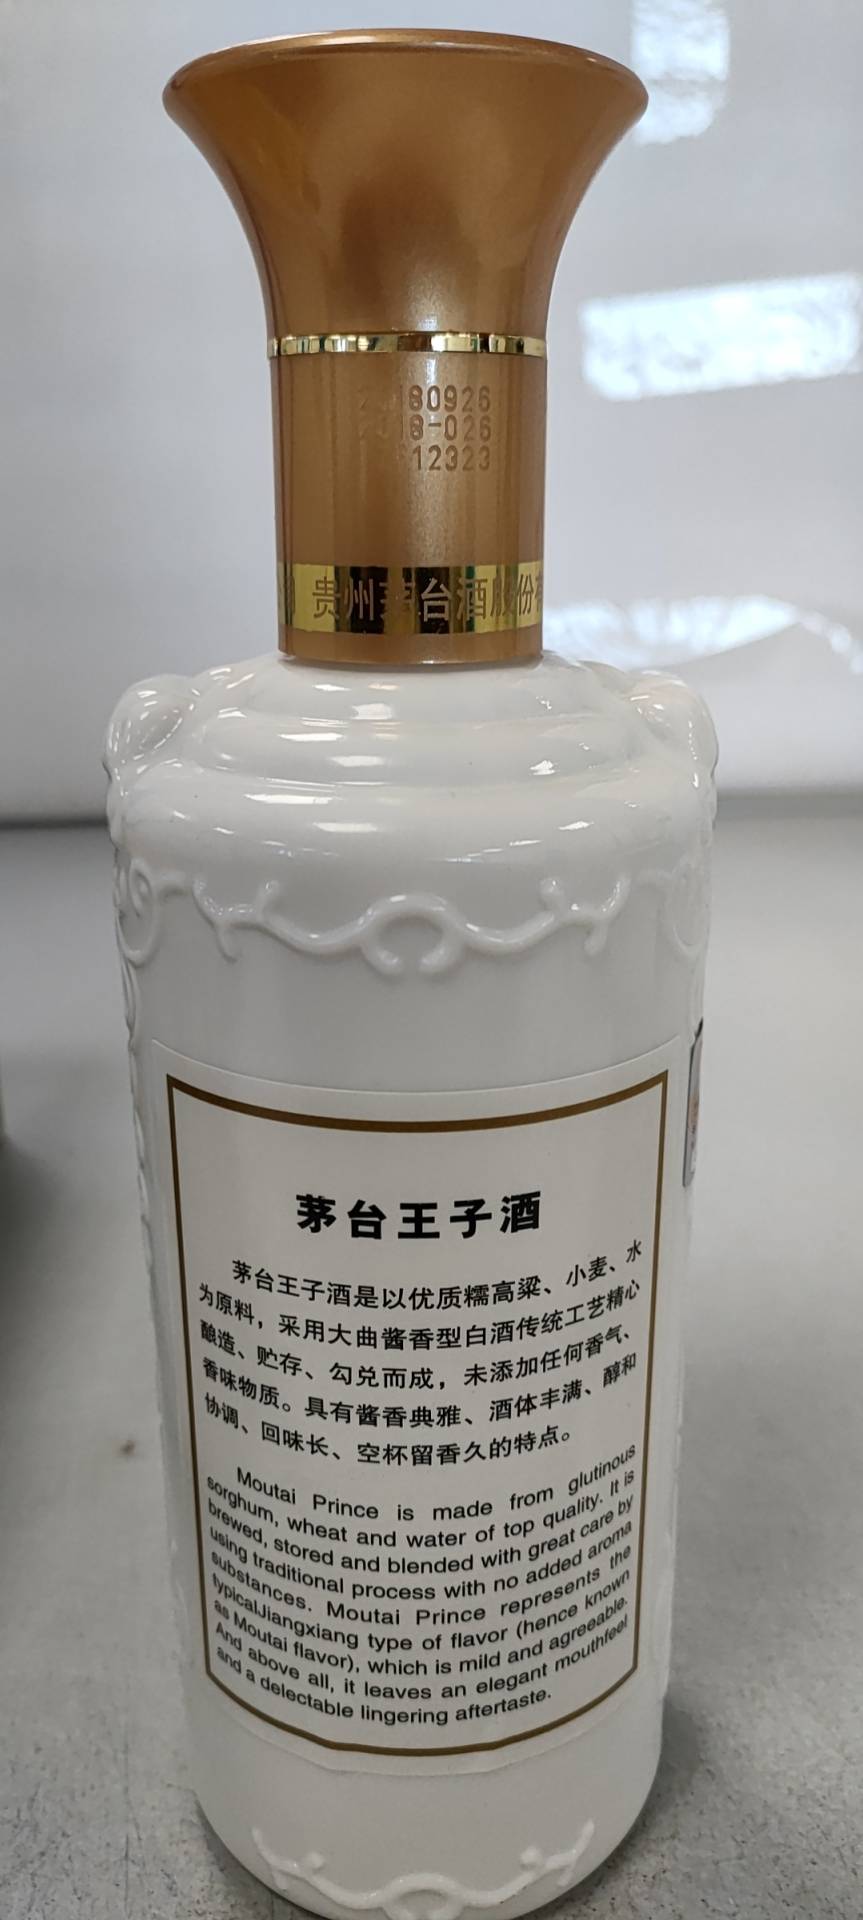 180926
18-026
12323
贵州茅台酒股份有
茅台王子酒
茅台王子酒是以优质糯高粱、小麦、水
为原料，采用大曲酱香型白酒传统工艺精心
酿造、贮存、勾兑而成，未添加任何香气、
香味物质。具有酱香典雅、酒体丰满、醇和
协调、回味长、空杯留香久的特点。
Moutai Prince is made from glutinous
sorghum, wheat and water of top quality. It is
brewed, stored and blended with great care by
using traditional process with no added aroma
substances. Moutai Prince represents the
typicalJiangxiang type of flavor (hence known
as Moutai flavor), which is mild and agreeable.
And above all, it leaves an elegant mouthfeel
and a delectable lingering aftertaste.